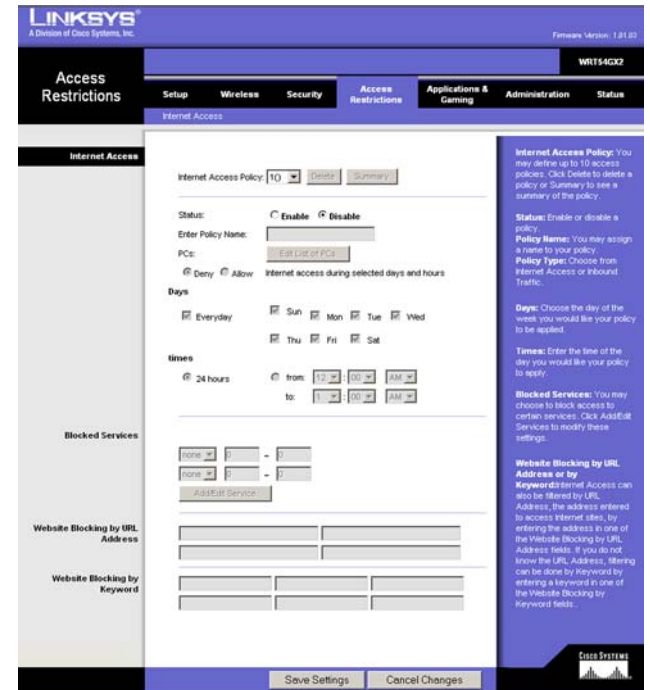 LINKSYS®
A Division of Cisco Systems, Inc.
Firmware Version: 1.01.03
WRT54GX2
Access
Restrictions
Setup Wireless Security Access Restrictions Applications & Gaming Administration Status
Internet Access
Internet Access
Internet Access Policy: 10 Delete Summary
Status: Enable Disable
Enter Policy Name:
PCs: Edit List of PCs
Deny Allow Internet access during selected days and hours
Days
Everyday Sun Mon Tue Wed
Thu Fri Sat
times
24 hours from: 12 : 00 AM
to: 1 : 00 AM
Blocked Services
none 0 - 0
none 0 - 0
Add/Edit Service
Website Blocking by URL
Address
Website Blocking by
Keyword
Internet Access Policy: You
may define up to 10 access
policies. Click Delete to delete a
policy or Summary to see a
summary of the policy.
Status: Enable or disable a
policy.
Policy Name: You may assign
a name to your policy.
Policy Type: Choose from
Internet Access or Inbound
Traffic.
Days: Choose the day of the
week you would like your policy
to be applied.
Times: Enter the time of the
day you would like your policy
to apply.
Blocked Services: You may
choose to block access to
certain services. Click Add/Edit
Services to modify these
settings.
Website Blocking by URL
Address or by
Keyword:Internet Access can
also be filtered by URL
Address, the address entered
to access Internet sites, by
entering the address in one of
the Website Blocking by URL
Address fields. If you do not
know the URL Address, filtering
can be done by Keyword by
entering a keyword in one of
the Website Blocking by
Keyword fields..
Save Settings Cancel Changes
CISCO SYSTEMS